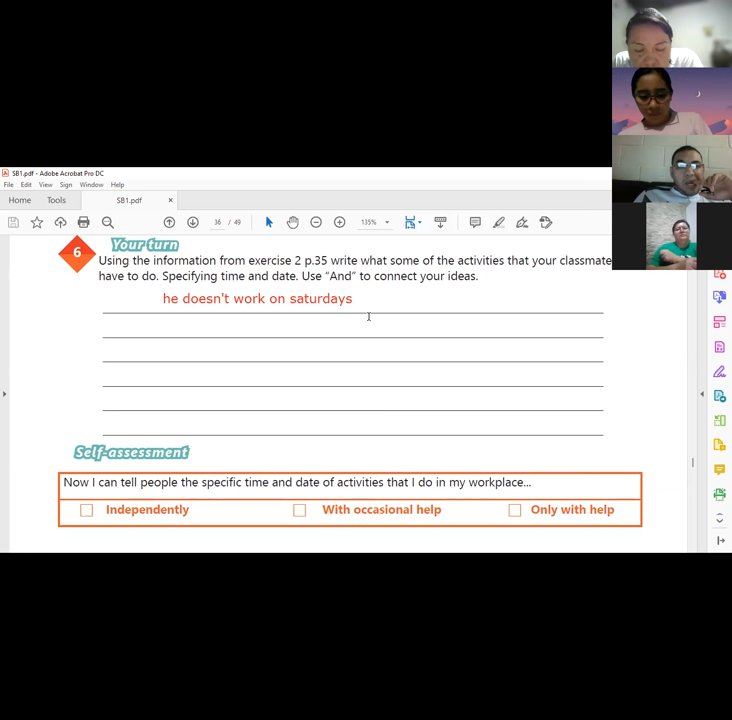 SB1.pdf - Adobe Acrobat Pro DC
File Edit View Sign Window Help
Home Tools SB1.pdf ×
36 / 49 135%
6 Your turn
Using the information from exercise 2 p.35 write what some of the activities that your classmate
have to do. Specifying time and date. Use “And” to connect your ideas.
he doesn't work on saturdays
Self-assessment
Now I can tell people the specific time and date of activities that I do in my workplace...
Independently With occasional help Only with help